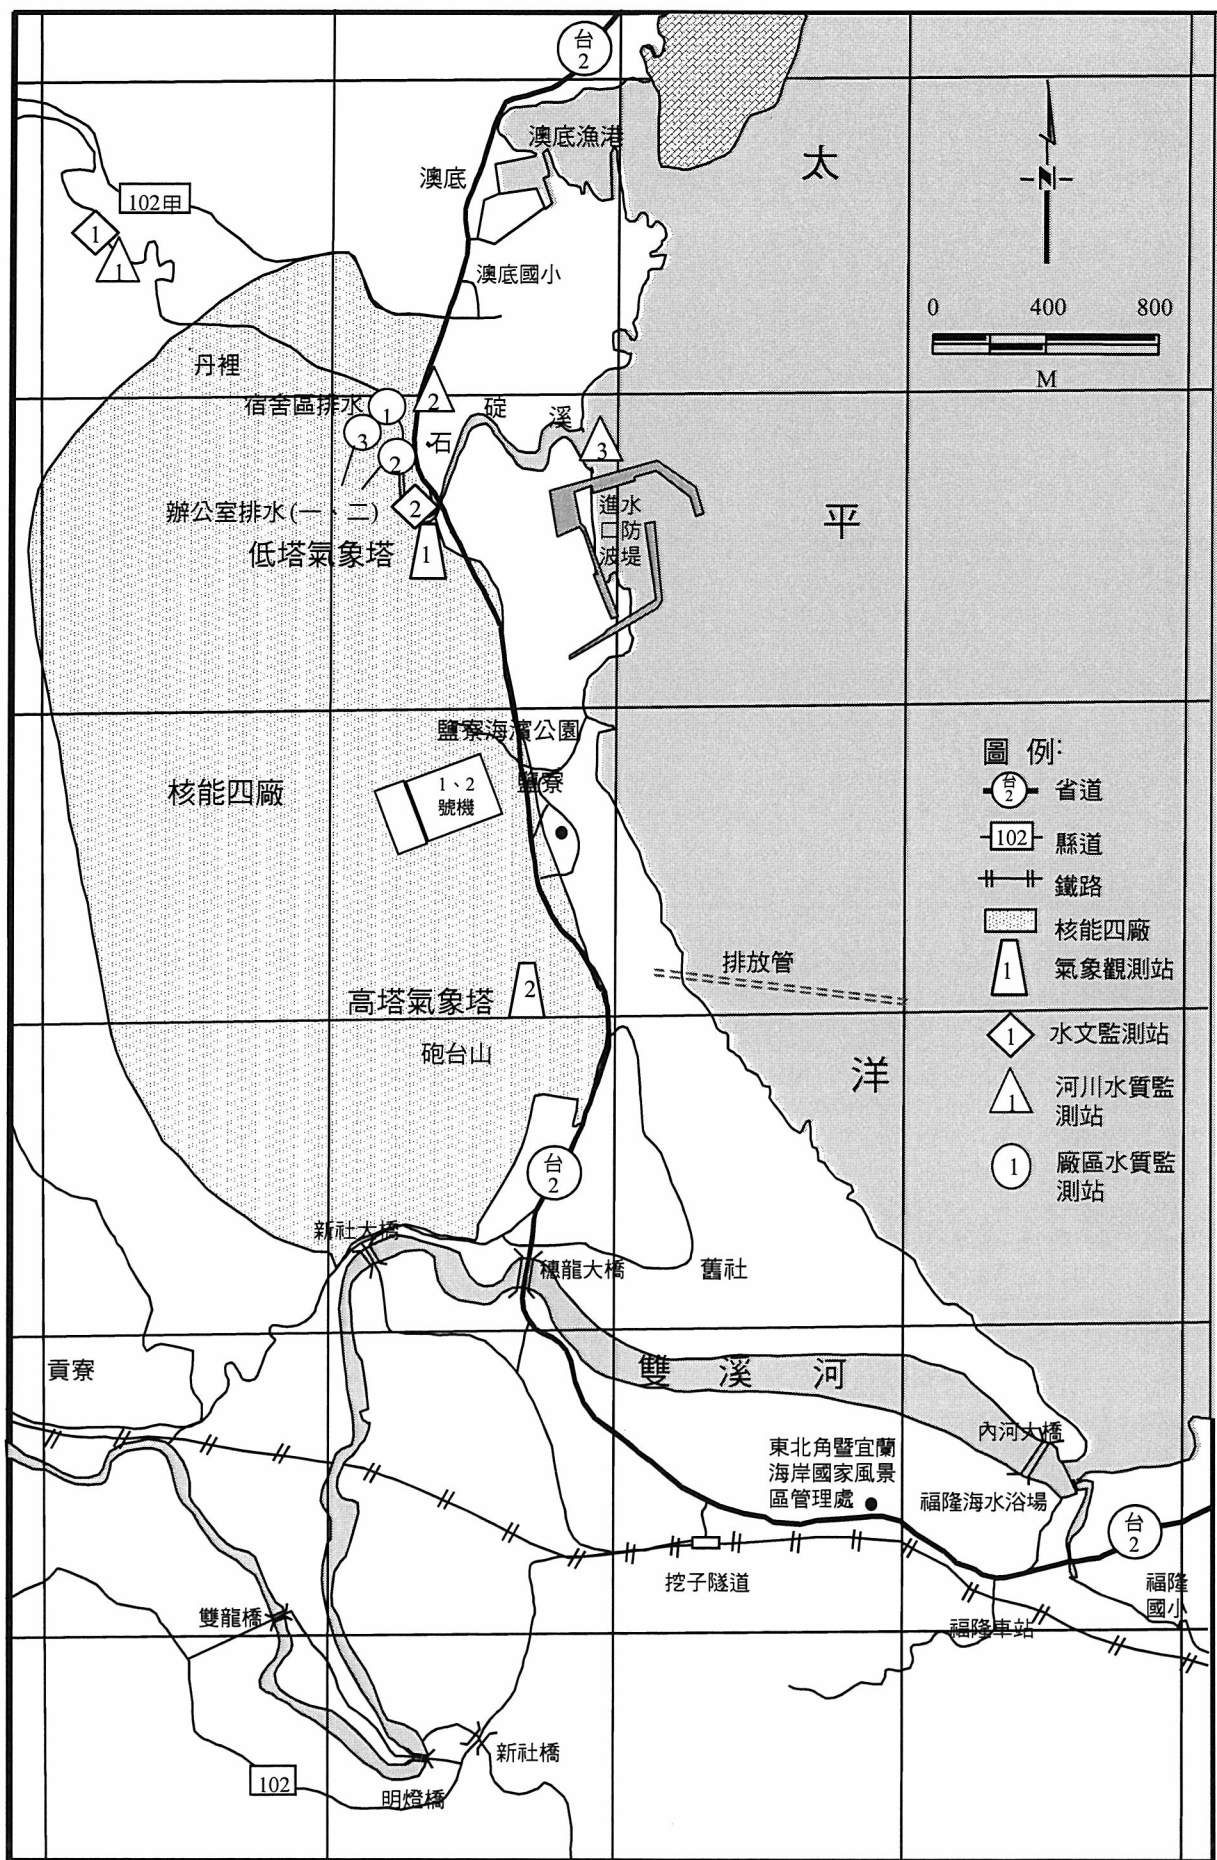 台
2
澳底漁港
太
澳底
102甲
1
1
澳底國小
0 400 800
M
N
丹裡
宿舍區排水
1
2
碇 溪
3
石
2
3
辦公室排水(一、二)
2
進水
口防
波堤
平
低塔氣象塔
1
鹽寮海濱公園
圖 例:
核能四廠
1、2
號機
鹽寮
台
2
省道
102
縣道
鐵路
核能四廠
1
氣象觀測站
排放管
高塔氣象塔
2
1
水文監測站
砲台山
洋
1
河川水質監
測站
台
2
1
廠區水質監
測站
新社大橋
穗龍大橋
舊社
貢寮
雙 溪 河
內河大橋
東北角暨宜蘭
海岸國家風景
區管理處
福隆海水浴場
台
2
挖子隧道
福隆
國小
雙龍橋
福隆車站
新社橋
102
明燈橋